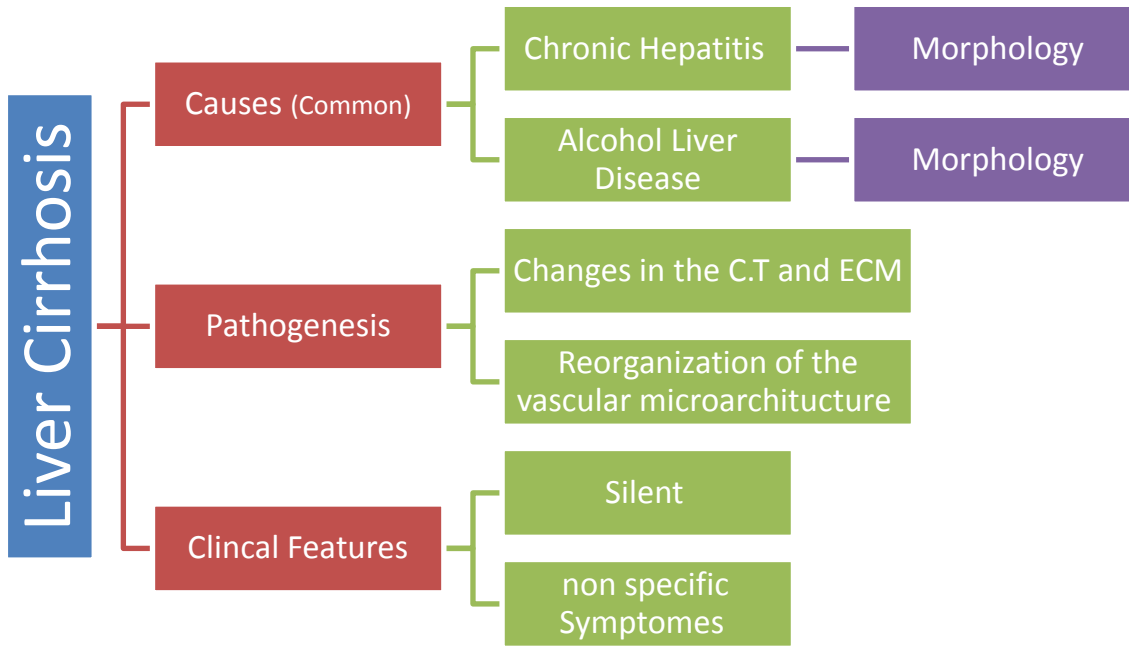 Liver Cirrhosis
Causes (Common)
Chronic Hepatitis
Morphology
Alcohol Liver
Disease
Morphology
Pathogenesis
Changes in the C.T and ECM
Reorganization of the
vascular microarchitucture
Clincal Features
Silent
non specific
Symptomes